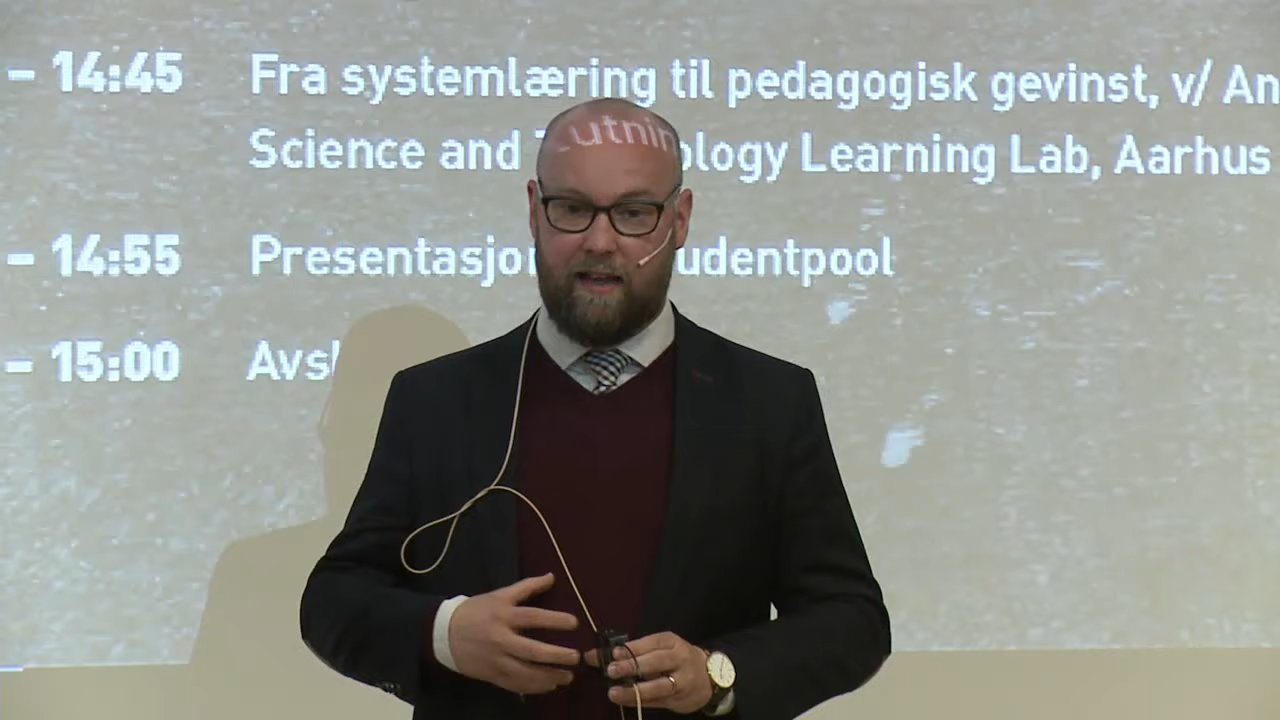 – 14:45 Fra systemlæring til pedagogisk gevinst, v/ An
Science and ology Learning Lab, Aarhus
– 14:55 Presentasjon udentpool
– 15:00 Avsl
utnin